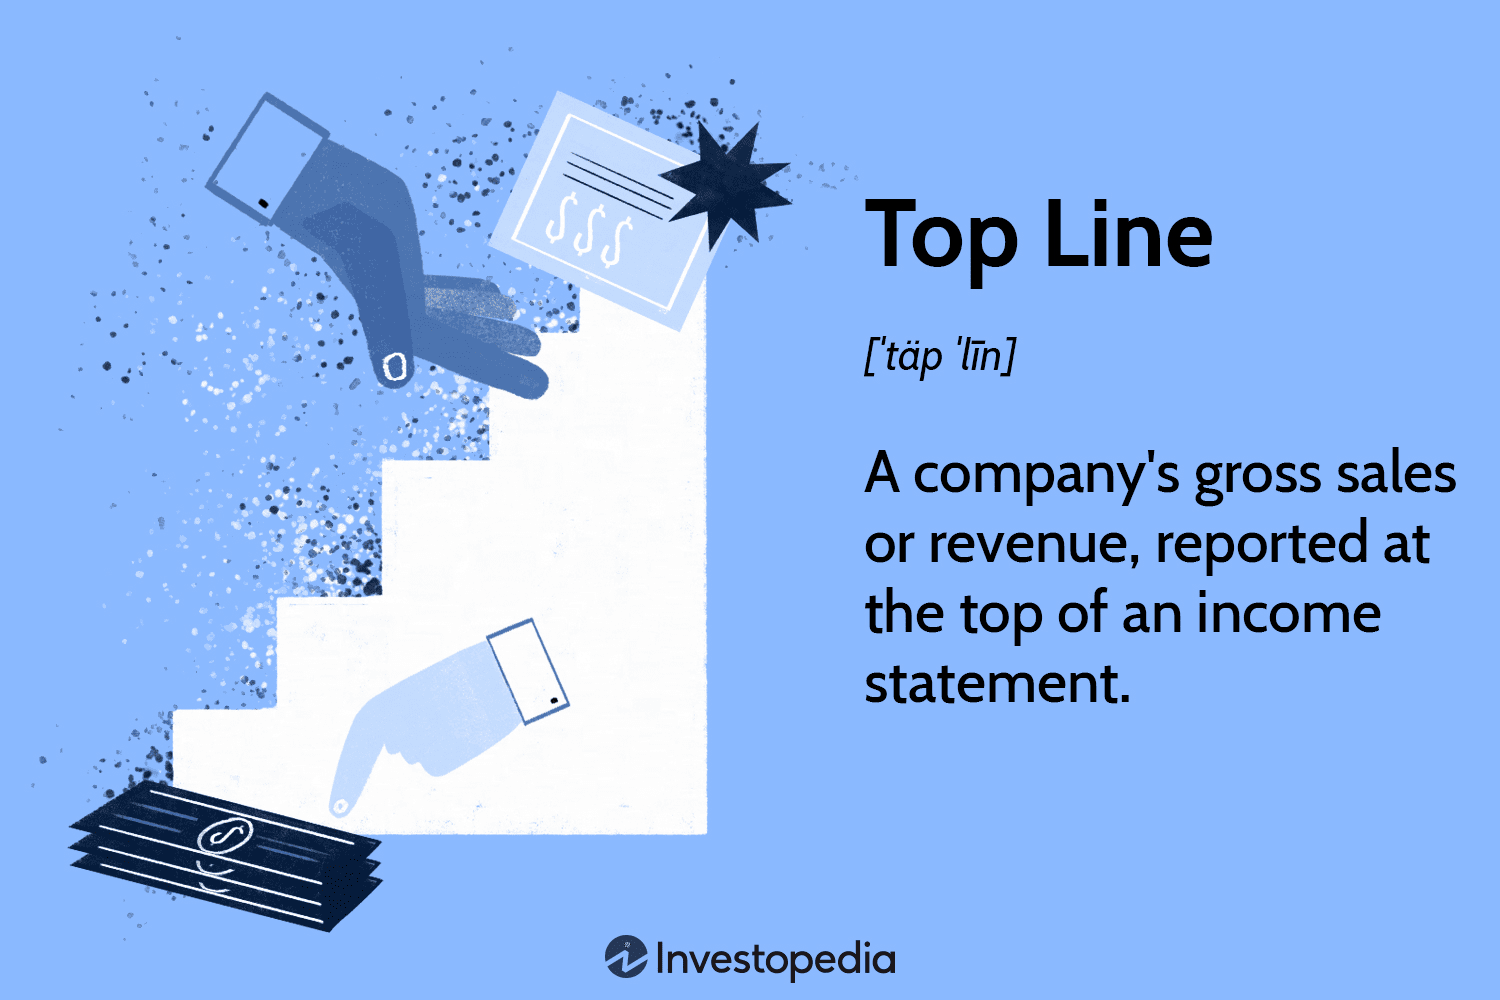 $$$
Top Line
[ˈtäp ˈlīn]
A company's gross sales
or revenue, reported at
the top of an income
statement.
$
Investopedia